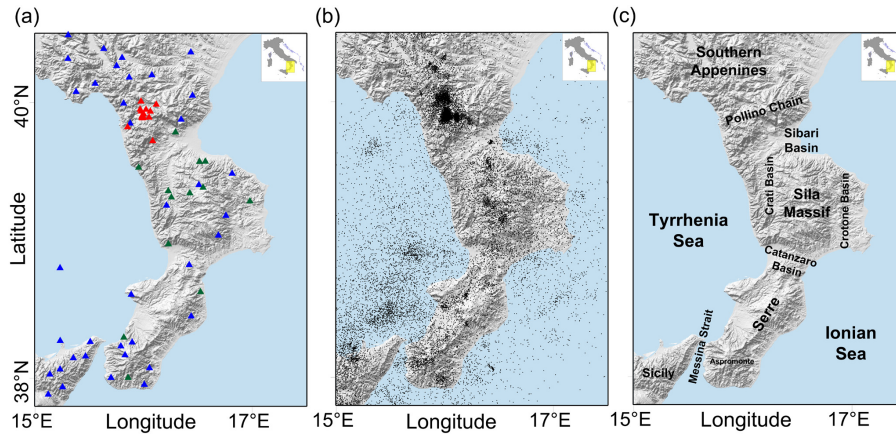 (a)
(b)
(c)
Latitude
40°N
38°N
15°E
Longitude
17°E
Longitude
17°E
15°E
Longitude
17°E
Southern
Appenines
Pollino Chain
Sibari
Basin
Crati Basin
Sila
Massif
Crotone Basin
Tyrrhenia
Sea
Catanzaro
Basin
Serre
Messina Strait
Ionian
Sea
Aspromonte
Sicily